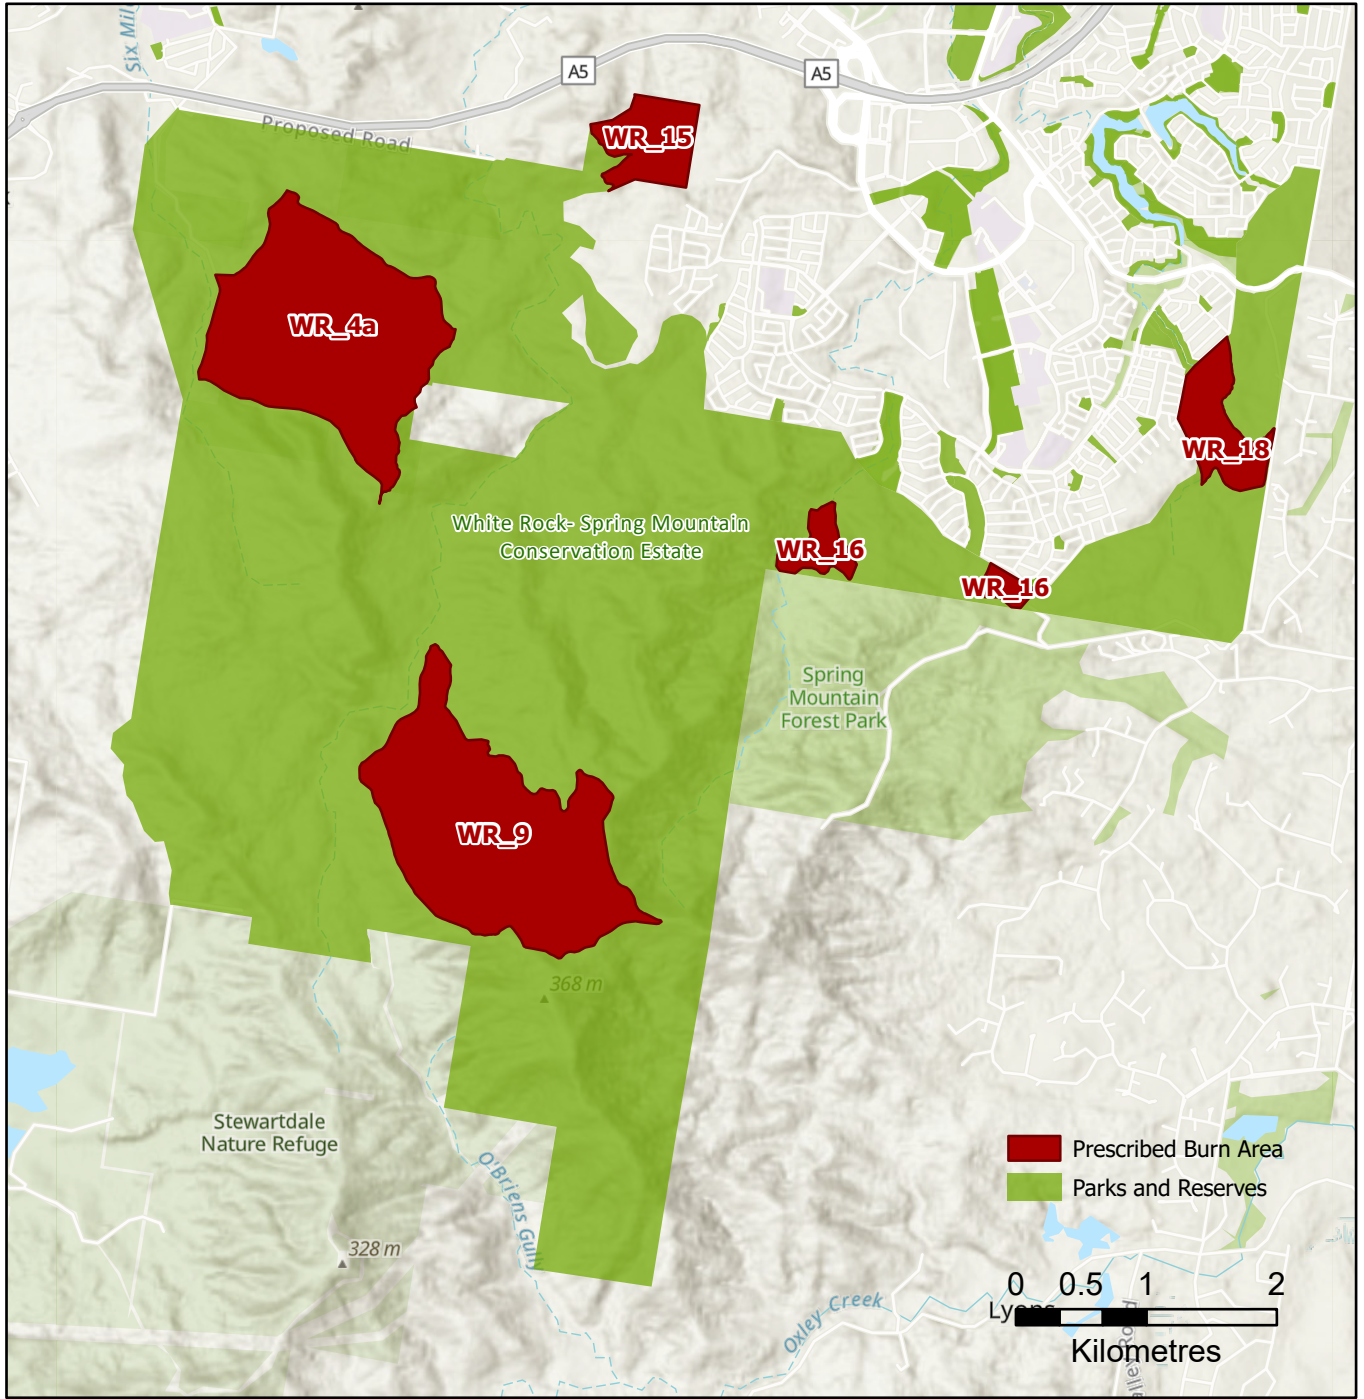 Six Mil
A5
A5
Proposed Road
WR_15
WR_4a
WR_18
White Rock- Spring Mountain
Conservation Estate
WR_16
WR_16
Spring
Mountain
Forest Park
WR_9
368 m
Stewartdale
Nature Refuge
O'Briens Gully
328 m
Oxley Creek
Prescribed Burn Area
Parks and Reserves
0 0.5 1 2
Kilometres